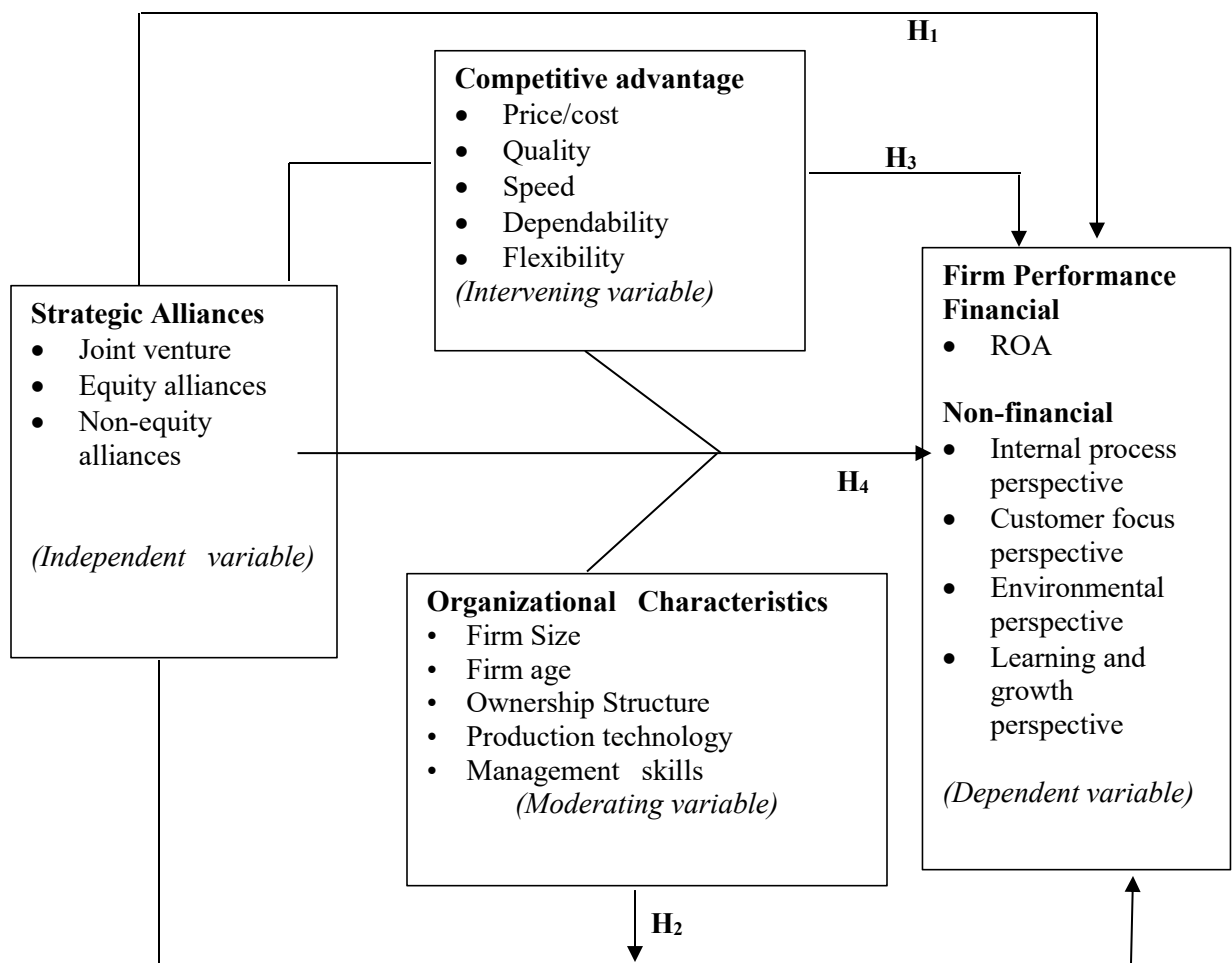 H₁
Competitive advantage
• Price/cost
• Quality
• Speed
• Dependability
• Flexibility
(Intervening variable)
H₃
Strategic Alliances
• Joint venture
• Equity alliances
• Non-equity
alliances
(Independent variable)
Firm Performance
Financial
• ROA
Non-financial
• Internal process
perspective
• Customer focus
perspective
• Environmental
perspective
• Learning and
growth
perspective
(Dependent variable)
H₄
Organizational Characteristics
• Firm Size
• Firm age
• Ownership Structure
• Production technology
• Management skills
(Moderating variable)
H₂